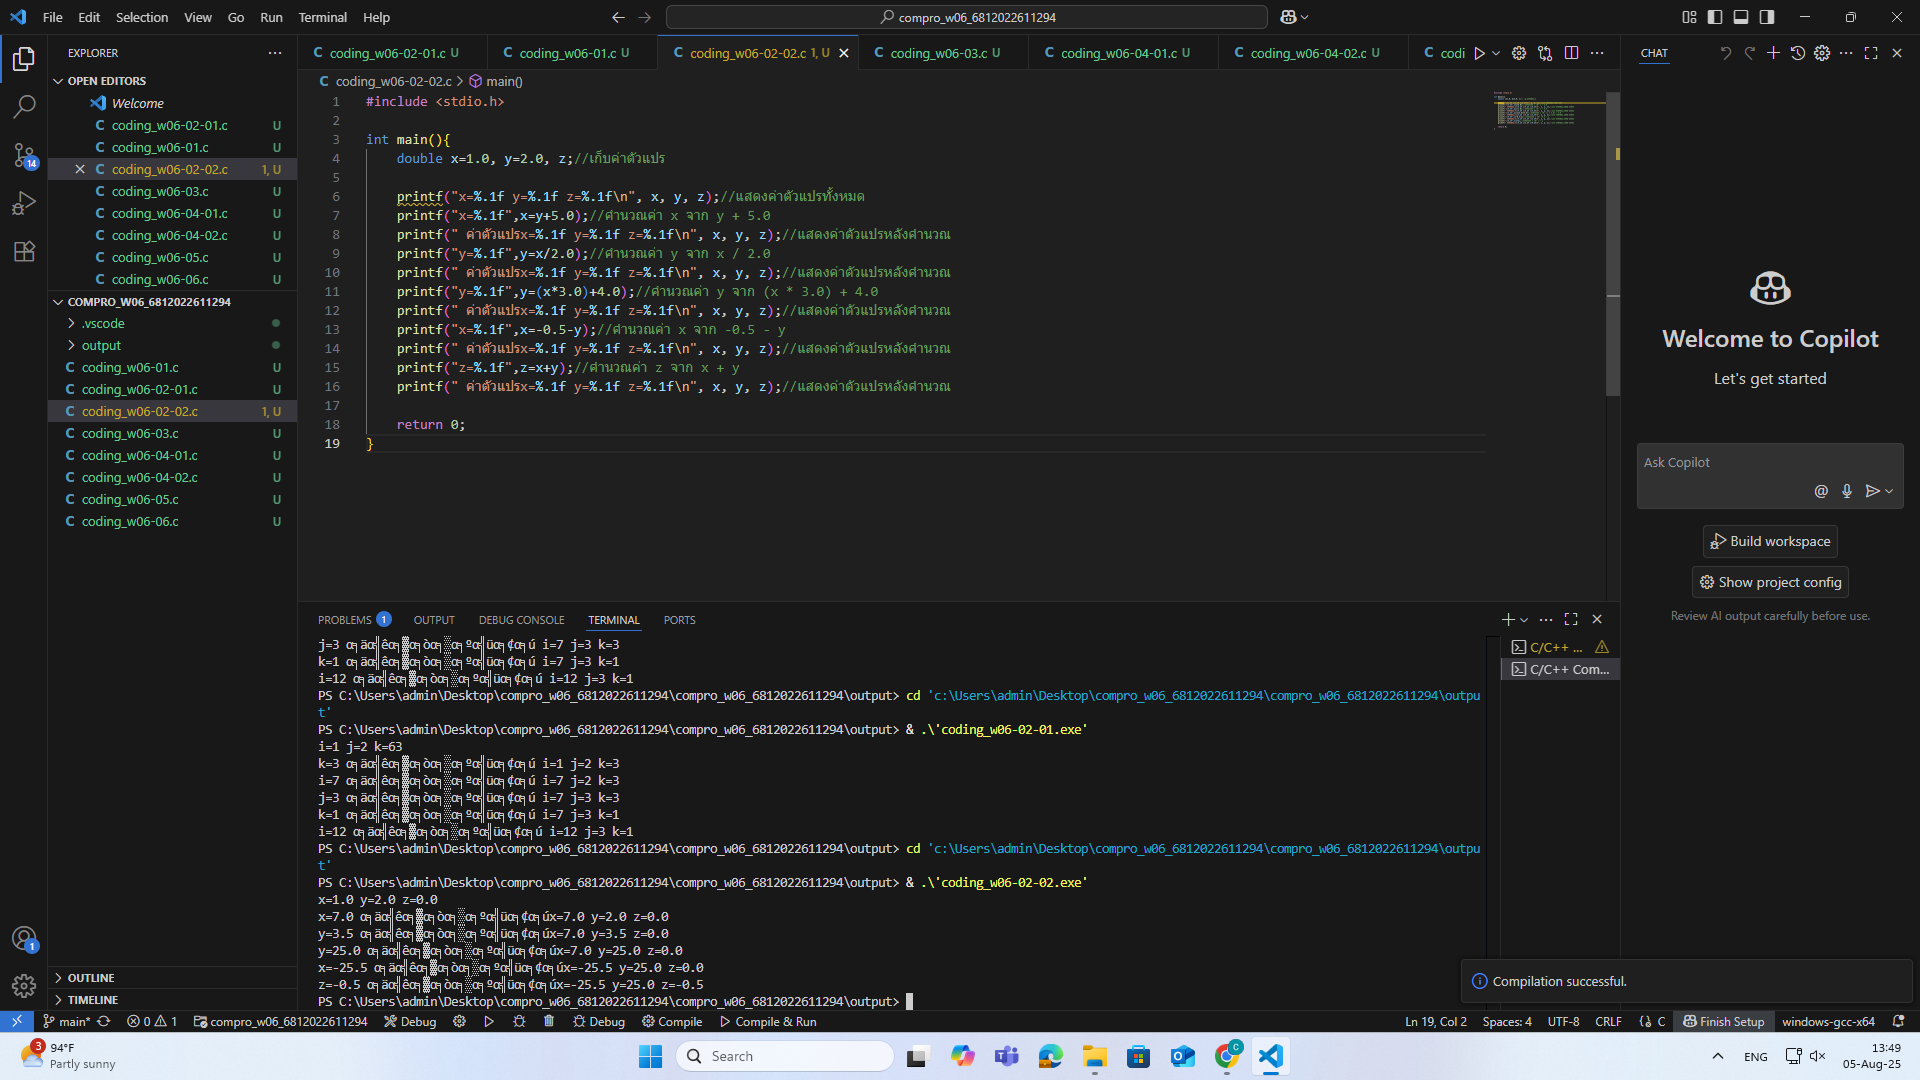 File Edit Selection View Go Run Terminal Help
compro_w06_6812022611294
EXPLORER
OPEN EDITORS
Welcome
coding_w06-02-01.c U
coding_w06-01.c U
coding_w06-02-02.c 1, U
coding_w06-03.c U
coding_w06-04-01.c U
coding_w06-04-02.c U
coding_w06-05.c U
coding_w06-06.c U
COMPRO_W06_6812022611294
.vscode
output
coding_w06-01.c U
coding_w06-02-01.c U
coding_w06-02-02.c 1, U
coding_w06-03.c U
coding_w06-04-01.c U
coding_w06-04-02.c U
coding_w06-05.c U
coding_w06-06.c U
OUTLINE
TIMELINE
14
1
C coding_w06-02-01.c U C coding_w06-01.c U C coding_w06-02-02.c 1, U C coding_w06-03.c U C coding_w06-04-01.c U C coding_w06-04-02.c U C codi
C coding_w06-02-02.c > main()
1 #include <stdio.h>
2
3 int main(){
4 double x=1.0, y=2.0, z;//เก็บค่าตัวแปร
5
6 printf("x=%.1f y=%.1f z=%.1f\n", x, y, z);//แสดงค่าตัวแปรทั้งหมด
7 printf("x=%.1f",x=y+5.0);//คำนวณค่า x จาก y + 5.0
8 printf(" ค่าตัวแปรx=%.1f y=%.1f z=%.1f\n", x, y, z);//แสดงค่าตัวแปรหลังคำนวณ
9 printf("y=%.1f",y=x/2.0);//คำนวณค่า y จาก x / 2.0
10 printf(" ค่าตัวแปรx=%.1f y=%.1f z=%.1f\n", x, y, z);//แสดงค่าตัวแปรหลังคำนวณ
11 printf("y=%.1f",y=(x*3.0)+4.0);//คำนวณค่า y จาก (x * 3.0) + 4.0
12 printf(" ค่าตัวแปรx=%.1f y=%.1f z=%.1f\n", x, y, z);//แสดงค่าตัวแปรหลังคำนวณ
13 printf("x=%.1f",x=-0.5-y);//คำนวณค่า x จาก -0.5 - y
14 printf(" ค่าตัวแปรx=%.1f y=%.1f z=%.1f\n", x, y, z);//แสดงค่าตัวแปรหลังคำนวณ
15 printf("z=%.1f",z=x+y);//คำนวณค่า z จาก x + y
16 printf(" ค่าตัวแปรx=%.1f y=%.1f z=%.1f\n", x, y, z);//แสดงค่าตัวแปรหลังคำนวณ
17
18 return 0;
19 }
PROBLEMS 1 OUTPUT DEBUG CONSOLE TERMINAL PORTS
j=3 i=7 j=3 k=3
k=1 i=7 j=3 k=1
i=12 i=12 j=3 k=1
PS C:\Users\admin\Desktop\compro_w06_6812022611294\compro_w06_6812022611294\output> cd 'c:\Users\admin\Desktop\compro_w06_6812022611294\compro_w06_6812022611294\outpu
t'
PS C:\Users\admin\Desktop\compro_w06_6812022611294\compro_w06_6812022611294\output> & .\'coding_w06-02-01.exe'
i=1 j=2 k=63
k=3 i=1 j=2 k=3
i=7 i=7 j=2 k=3
j=3 i=7 j=3 k=3
k=1 i=7 j=3 k=1
i=12 i=12 j=3 k=1
PS C:\Users\admin\Desktop\compro_w06_6812022611294\compro_w06_6812022611294\output> cd 'c:\Users\admin\Desktop\compro_w06_6812022611294\compro_w06_6812022611294\outpu
t'
PS C:\Users\admin\Desktop\compro_w06_6812022611294\compro_w06_6812022611294\output> & .\'coding_w06-02-02.exe'
x=1.0 y=2.0 z=0.0
x=7.0 x=7.0 y=2.0 z=0.0
y=3.5 x=7.0 y=3.5 z=0.0
y=25.0 x=7.0 y=25.0 z=0.0
x=-25.5 x=-25.5 y=25.0 z=0.0
z=-0.5 x=-25.5 y=25.0 z=-0.5
PS C:\Users\admin\Desktop\compro_w06_6812022611294\compro_w06_6812022611294\output>
C/C++ ...
C/C++ Com...
CHAT
Welcome to Copilot
Let's get started
Ask Copilot
Build workspace
Show project config
Review AI output carefully before use.
Compilation successful.
main* 0 1 compro_w06_6812022611294 Debug Debug Compile Compile & Run
Ln 19, Col 2 Spaces: 4 UTF-8 CRLF C Finish Setup windows-gcc-x64
3
94°F
Partly sunny
Search
ENG
13:49
05-Aug-25